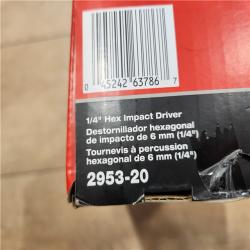 0 45242 63786 7
1/4" Hex Impact Driver
Destornillador hexagonal
de impacto de 6 mm (1/4")
Tournevis à percussion
hexagonal de 6 mm (1/4")
2953-20